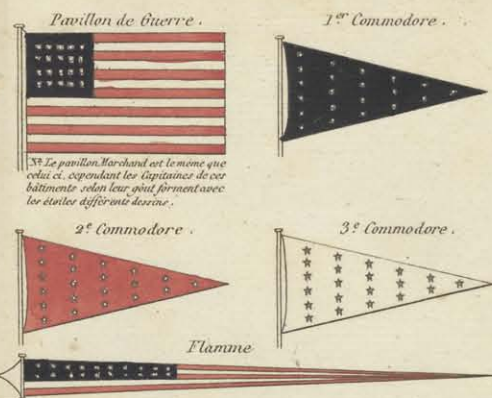 Pavillon de Guerre.
1er Commodore.
Nta Le pavillon Marchand est le même que
celui ci, cependant les Capitaines de ces
bâtiments selon leur goût forment avec
les étoiles différents dessins.
2e Commodore.
3e Commodore.
Flamme